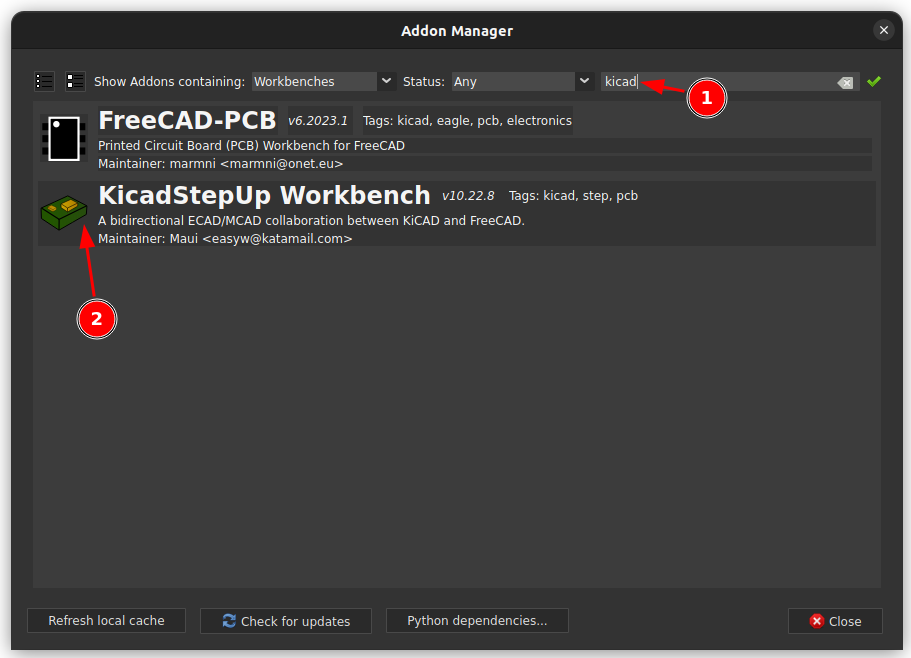 Addon Manager
Show Addons containing: Workbenches Status: Any kicad
1
FreeCAD-PCB v6.2023.1 Tags: kicad, eagle, pcb, electronics
Printed Circuit Board (PCB) Workbench for FreeCAD
Maintainer: marmni <marmni@onet.eu>
KicadStepUp Workbench v10.22.8 Tags: kicad, step, pcb
A bidirectional ECAD/MCAD collaboration between KiCAD and FreeCAD.
Maintainer: Maui <easyw@katamail.com>
2
Refresh local cache Check for updates Python dependencies... Close